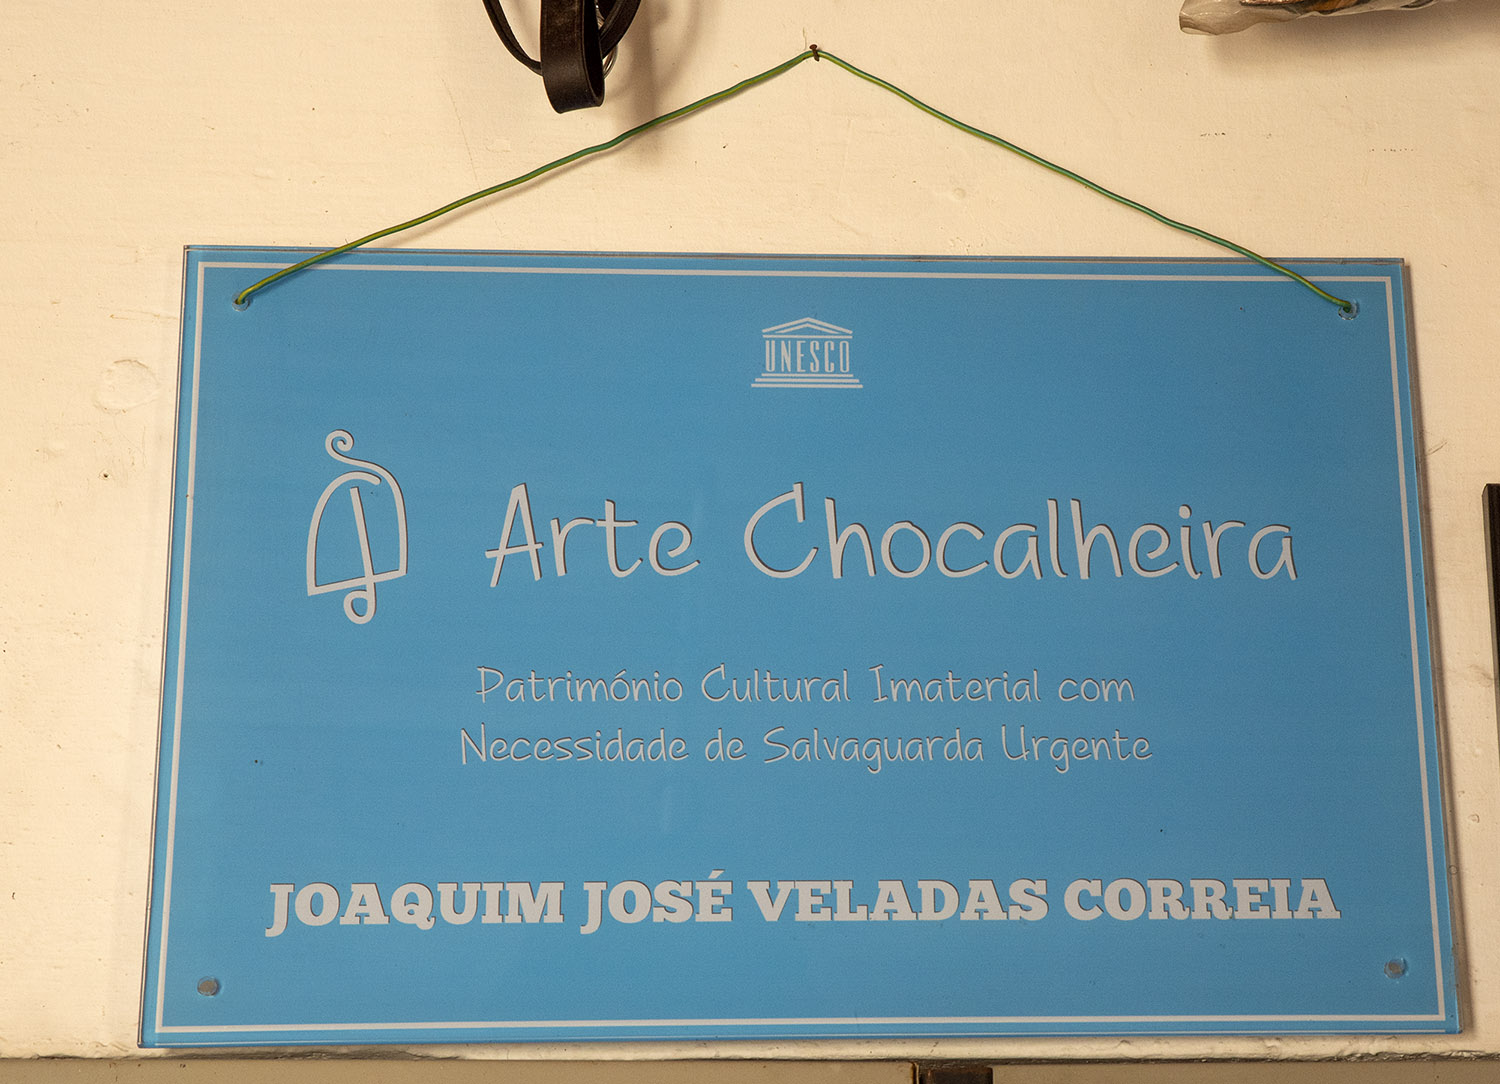 UNESCO
Arte Chocalheira
Património Cultural Imaterial com
Necessidade de Salvaguarda Urgente
JOAQUIM JOSÉ VELADAS CORREIA